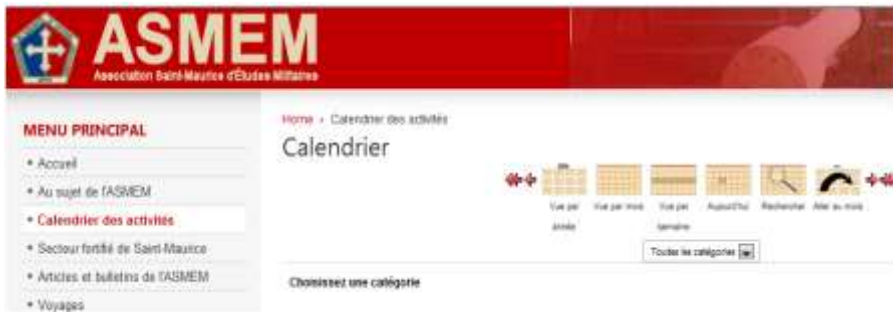 ASMEM
Association Saint-Maurice d'Études Militaires
MENU PRINCIPAL
Accueil
Au sujet de l'ASMEM
Calendrier des activités
Secteur fortifié de Saint-Maurice
Articles et bulletins de l'ASMEM
Voyages
Home Calendrier des activités
Calendrier
Vue par année
Vue par mois
Vue par semaine
Aujourd'hui
Rechercher
Aller au mois
Toutes les catégories
Choisissez une catégorie